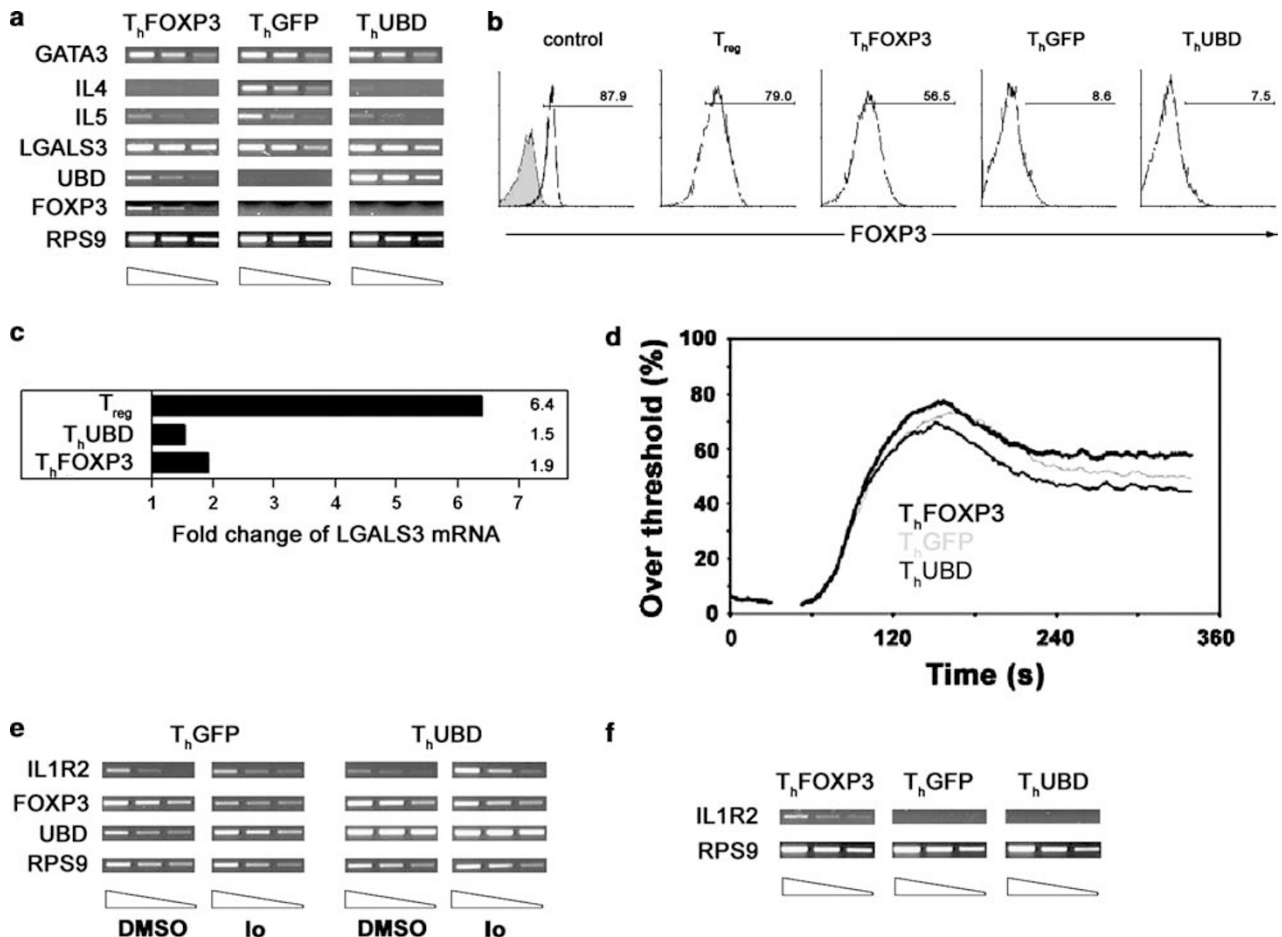 a
ThFOXP3 ThGFP ThUBD
GATA3
IL4
IL5
LGALS3
UBD
FOXP3
RPS9
b
control Treg ThFOXP3 ThGFP ThUBD
87.9 79.0 56.5 8.6 7.5
FOXP3
c
Treg 6.4
ThUBD 1.5
ThFOXP3 1.9
1 2 3 4 5 6 7
Fold change of LGALS3 mRNA
d
Over threshold (%)
100
80
60
40
20
0
ThFOXP3
ThGFP
ThUBD
0 120 240 360
Time (s)
e
ThGFP ThUBD
IL1R2
FOXP3
UBD
RPS9
DMSO Io DMSO Io
f
ThFOXP3 ThGFP ThUBD
IL1R2
RPS9